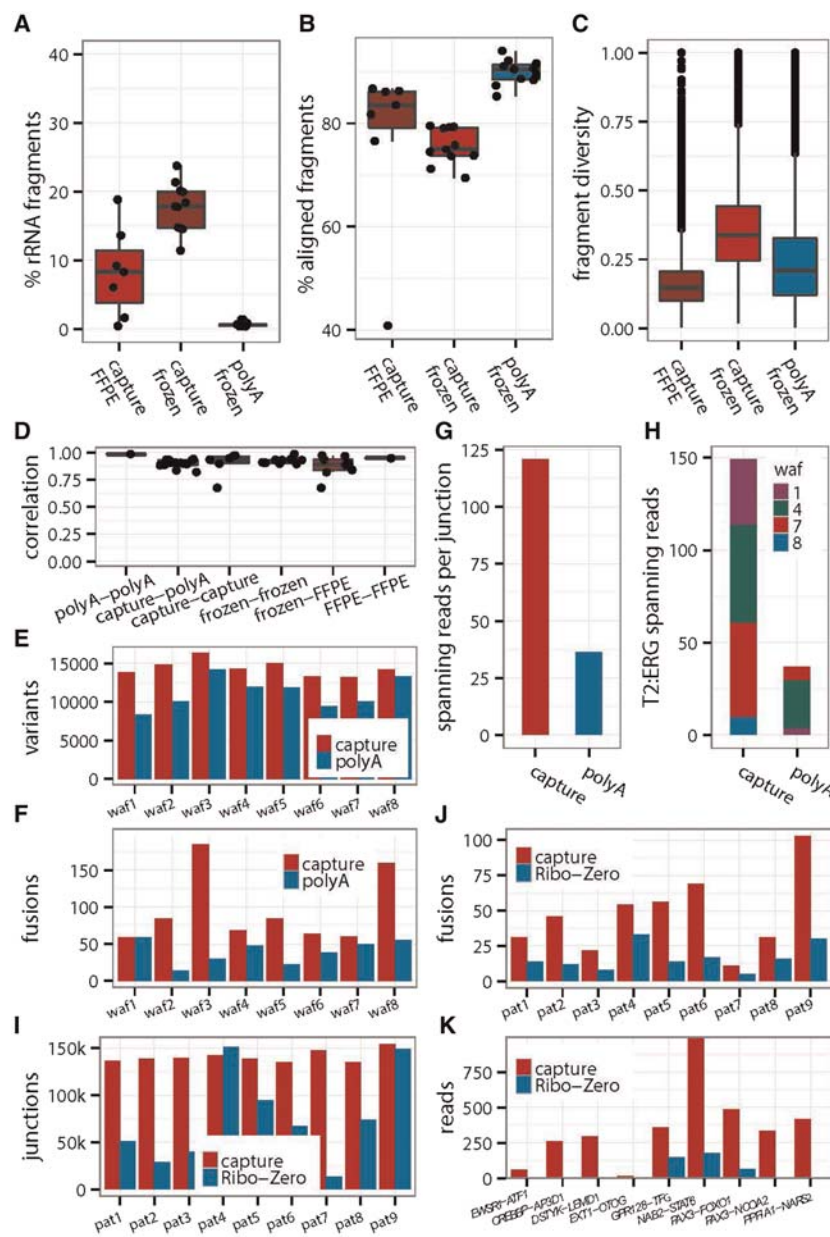 A
% rRNA fragments
40
30
20
10
0
capture
FFPE
capture
frozen
polyA
frozen
B
% aligned fragments
80
60
40
capture
FFPE
capture
frozen
polyA
frozen
C
fragment diversity
1.00
0.75
0.50
0.25
0.00
capture
FFPE
capture
frozen
polyA
frozen
D
correlation
1.00
0.75
0.50
0.25
0.00
polyA-polyA
capture-polyA
capture-capture
frozen-frozen
frozen-FFPE
FFPE-FFPE
E
variants
15000
10000
5000
0
capture
polyA
waf1 waf2 waf3 waf4 waf5 waf6 waf7 waf8
F
fusions
150
100
50
0
capture
polyA
waf1 waf2 waf3 waf4 waf5 waf6 waf7 waf8
G
spanning reads per junction
125
100
75
50
25
0
capture
polyA
H
T2:ERG spanning reads
150
100
50
0
waf
1
4
7
8
capture
polyA
I
junctions
150k
100k
50k
0
capture
Ribo-Zero
pat1 pat2 pat3 pat4 pat5 pat6 pat7 pat8 pat9
J
fusions
100
75
50
25
0
capture
Ribo-Zero
pat1 pat2 pat3 pat4 pat5 pat6 pat7 pat8 pat9
K
reads
750
500
250
0
capture
Ribo-Zero
EWSR1-ATF1
CREBBP-AP3D1
DSTYK-LEMD1
EXT1-OTOG
GPR128-TFG
NAB2-STAT6
PAX3-FOXO1
PAX3-NCOA2
PPFIA1-NARS2